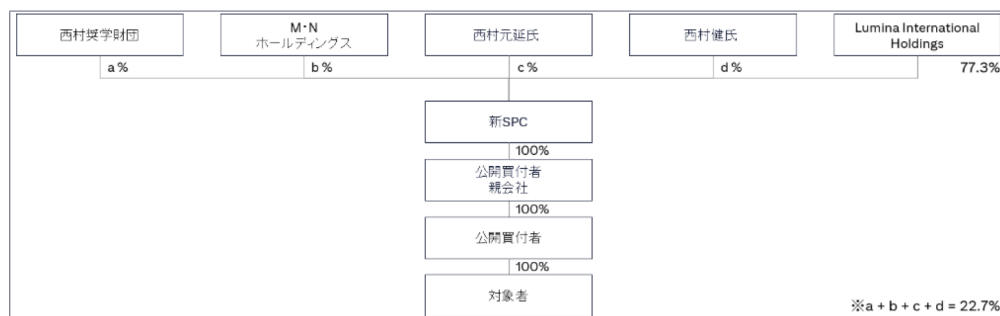 西村奨学財団
M・N
ホールディングス
西村元延氏
西村健氏
Lumina International
Holdings
a %
b %
c %
d %
77.3%
新SPC
100%
公開買付者
親会社
100%
公開買付者
100%
対象者
※a + b + c + d = 22.7%